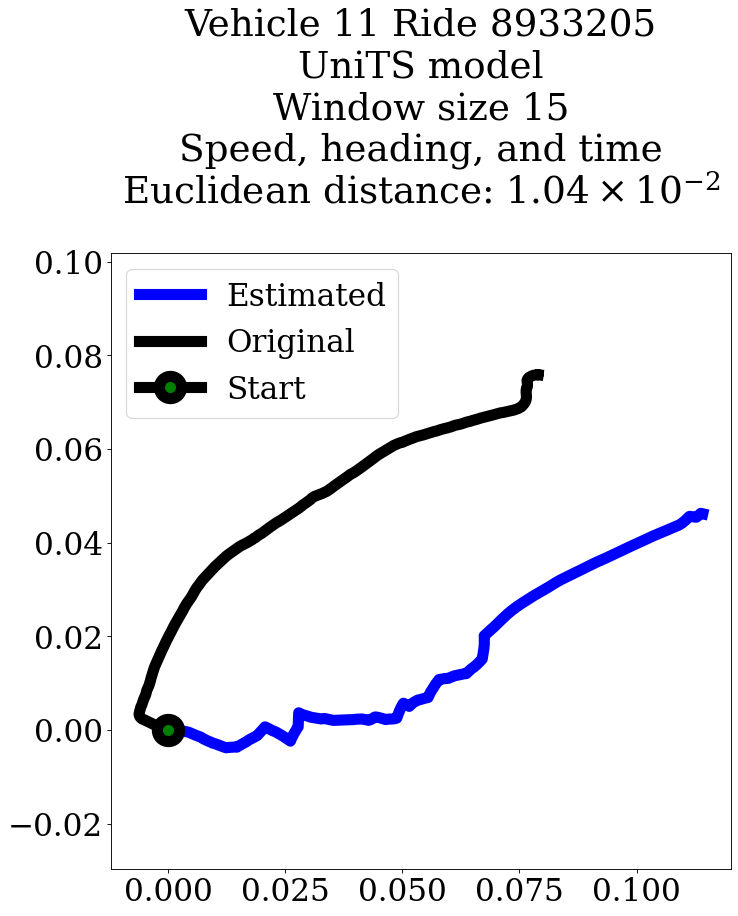 Vehicle 11 Ride 8933205
UniTS model
Window size 15
Speed, heading, and time
Euclidean distance: 1.04 × 10⁻²
0.10
Estimated
Original
Start
0.08
0.06
0.04
0.02
0.00
−0.02
0.000 0.025 0.050 0.075 0.100